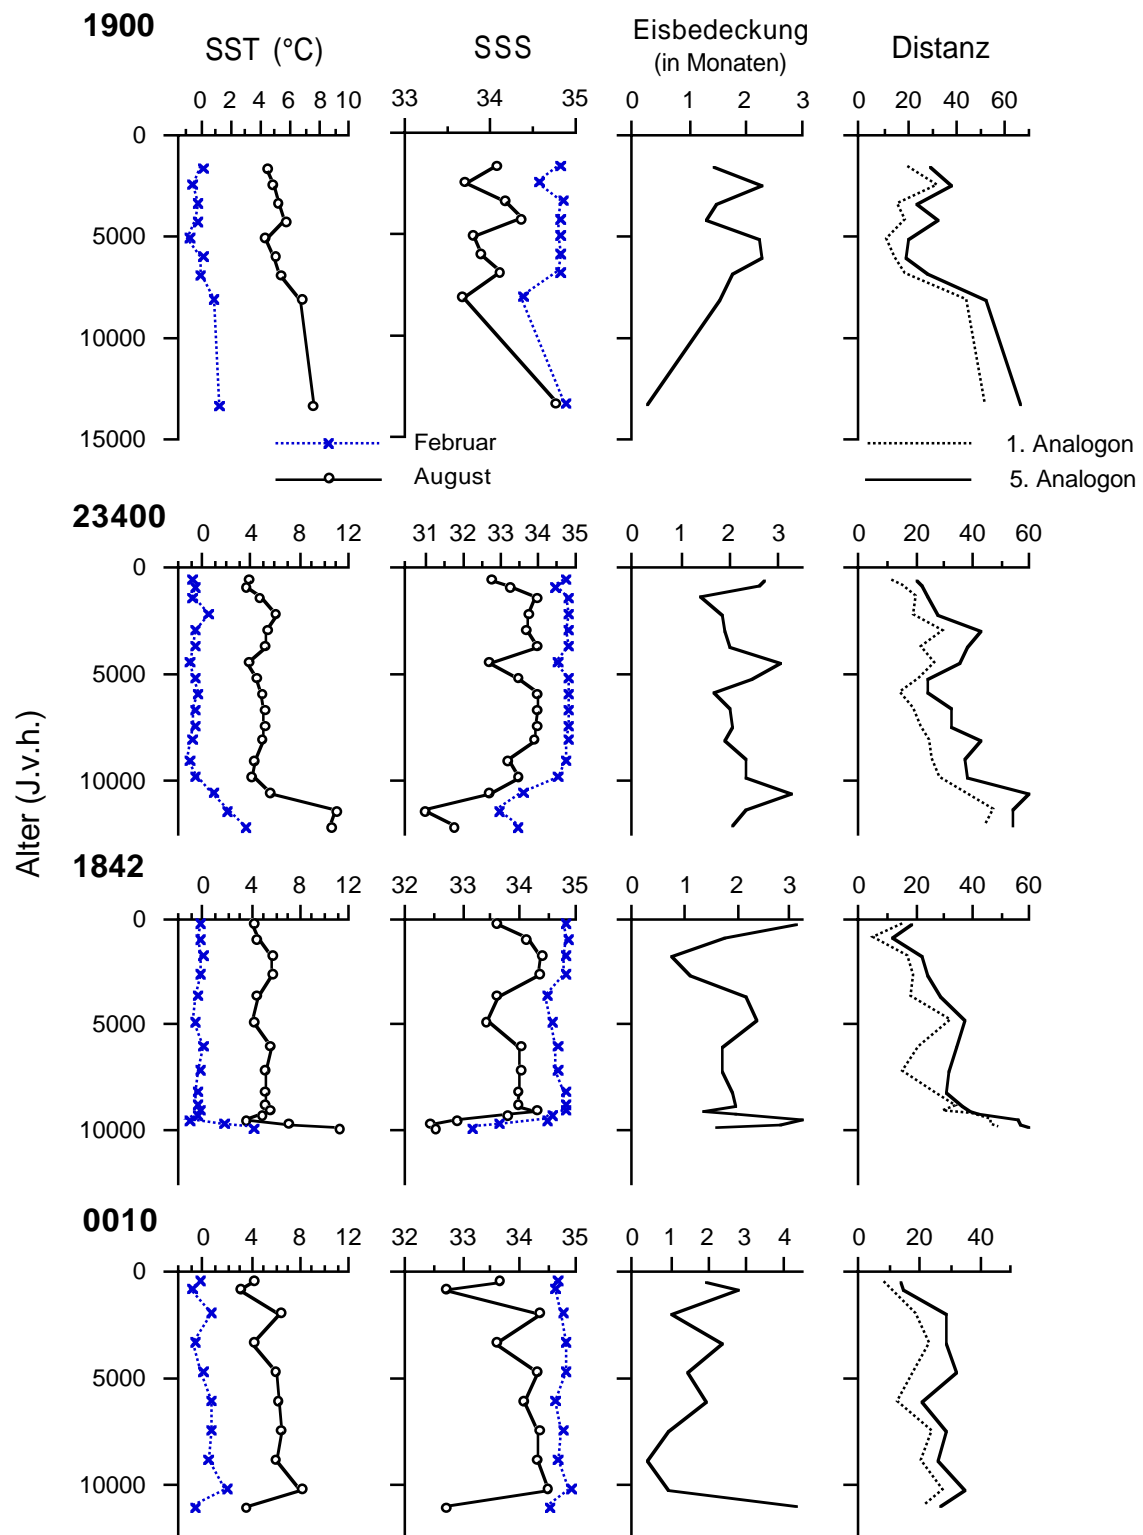 1900
SST (°C)
SSS
Eisbedeckung
(in Monaten)
Distanz
0 2 4 6 8 10
33 34 35
0 1 2 3
0 20 40 60
0
5000
10000
15000
Februar
August
1. Analogon
5. Analogon
23400
0 4 8 12
31 32 33 34 35
0 1 2 3
0 20 40 60
0
5000
10000
Alter (J.v.h.)
1842
0 4 8 12
32 33 34 35
0 1 2 3
0 20 40 60
0
5000
10000
0010
0 4 8 12
32 33 34 35
0 1 2 3 4
0 20 40
0
5000
10000